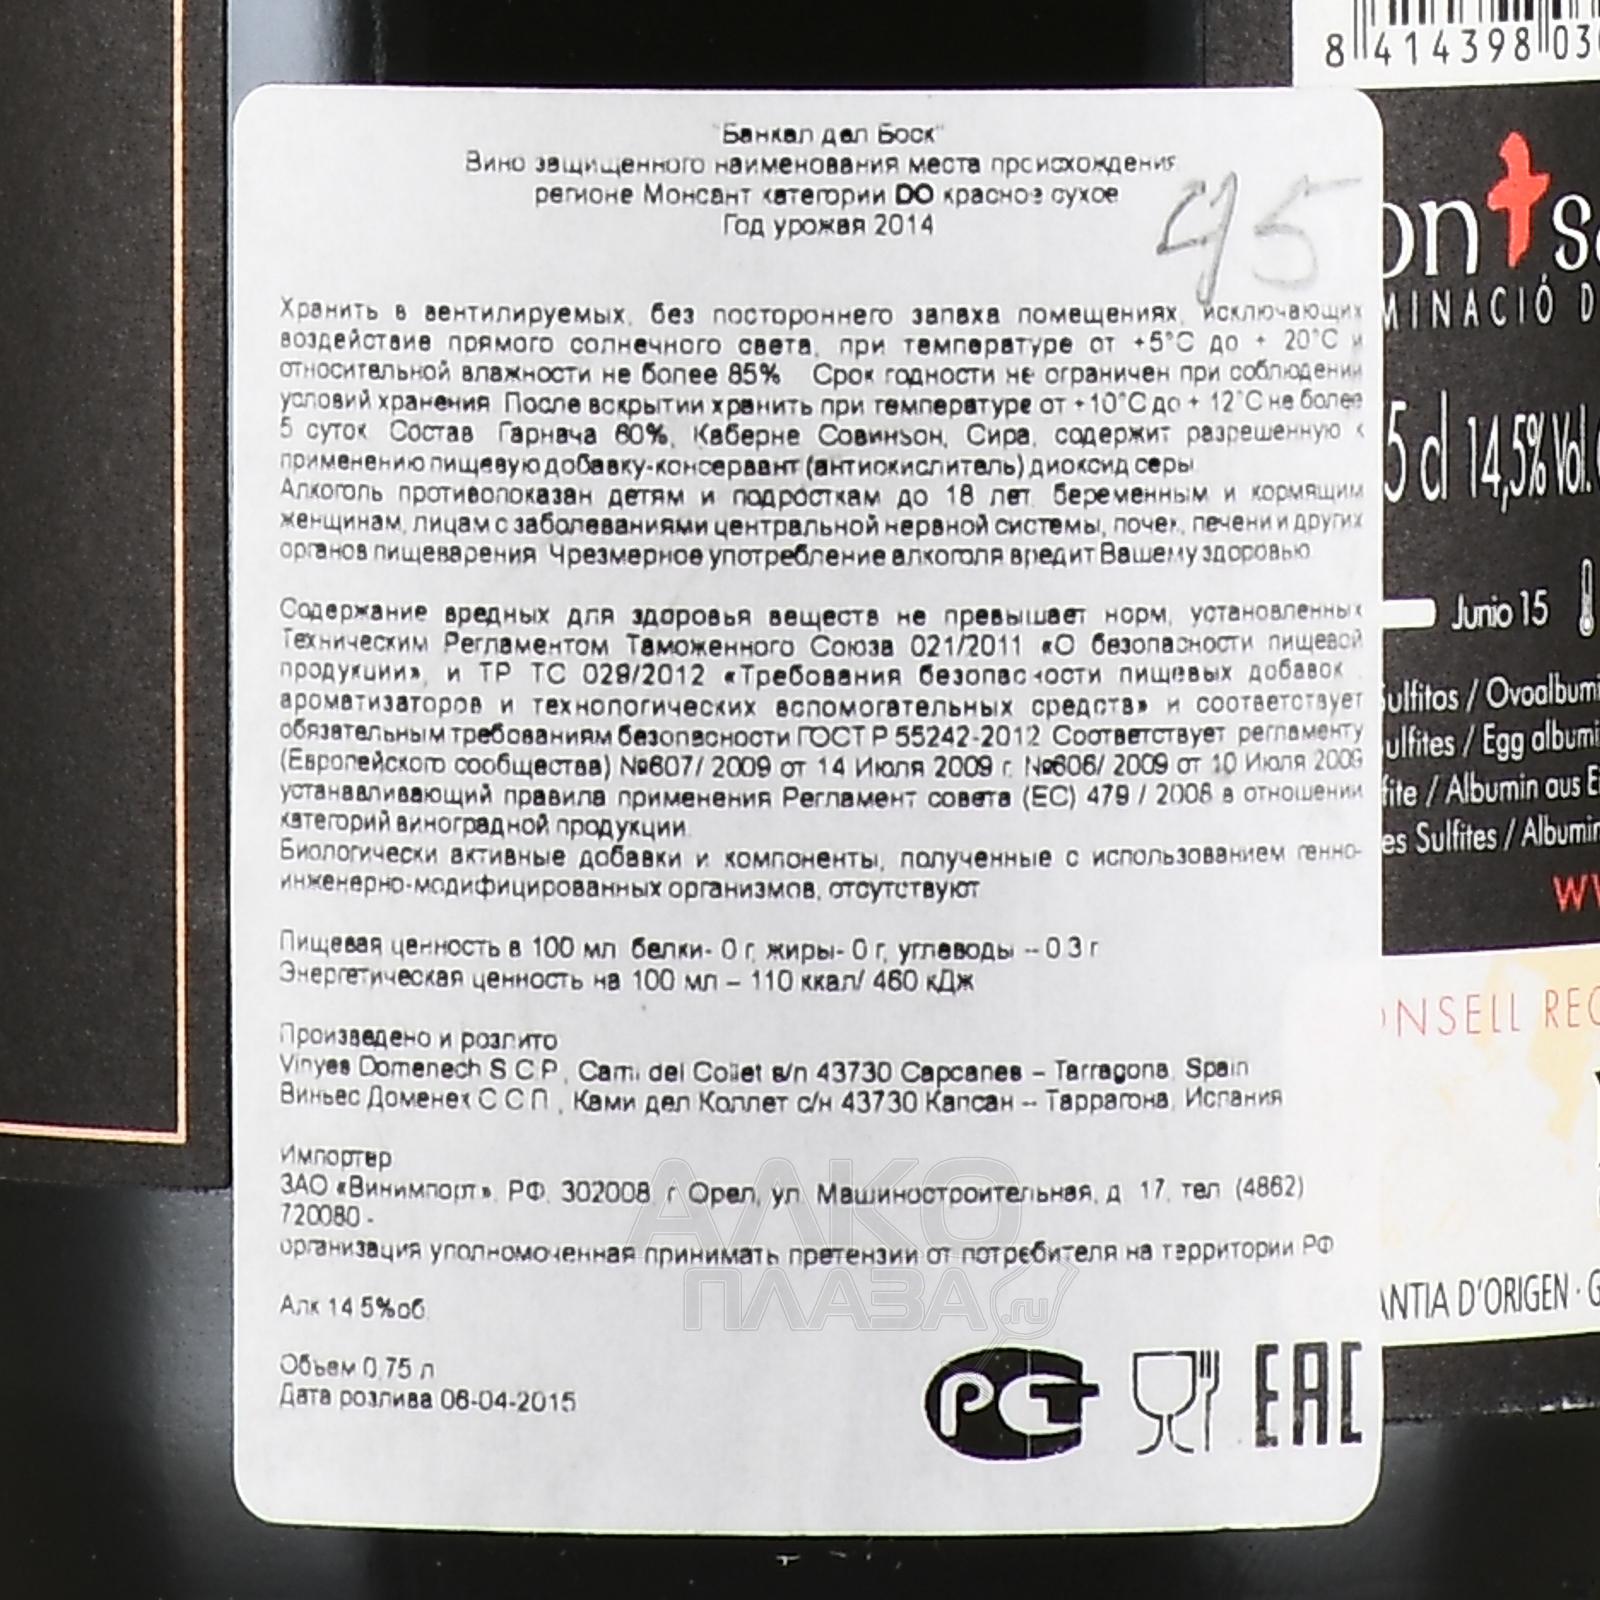 8 414398 03
"Банкал дел Боск"
Вино защищенного наименования места происхождения
регионе Монсант категории DO красное сухое
Год урожая 2014
95
Хранить в вентилируемых, без постороннего запаха помещениях, исключающих
воздействие прямого солнечного света, при температуре от +5°C до + 20°C и
относительной влажности не более 85% Срок годности не ограничен при соблюдении
условий хранения После вскрытии хранить при температуре от +10°C до + 12°C не более
5 суток Состав Гарнача 60%, Каберне Совиньон, Сира, содержит разрешенную к
применению пищевую добавку-консервант (антиокислитель) диоксид серы
Алкоголь противопоказан детям и подросткам до 18 лет, беременным и кормящим
женщинам, лицам с заболеваниями центральной нервной системы, почек, печени и других
органов пищеварения Чрезмерное употребление алкоголя вредит Вашему здоровью
Содержание вредных для здоровья веществ не превышает норм, установленных
Техническим Регламентом Таможенного Союза 021/2011 «О безопасности пищевой
продукции», и ТР ТС 029/2012 «Требования безопасности пищевых добавок,
ароматизаторов и технологических вспомогательных средств» и соответствует
обязательным требованиям безопасности ГОСТ Р 55242-2012 Соответствует регламенту
(Европейского сообщества) №607/ 2009 от 14 Июля 2009 г. №606/ 2009 от 10 Июля 2009
устанавливающий правила применения Регламент совета (ЕС) 479 / 2008 в отношении
категорий виноградной продукции
Биологически активные добавки и компоненты, полученные с использованием генно-
инженерно-модифицированных организмов, отсутствуют
Пищевая ценность в 100 мл белки- 0 г, жиры- 0 г, углеводы – 0.3 г
Энергетическая ценность на 100 мл – 110 ккал/ 460 кДж
Произведено и розлито
Vinyes Domenech S.C.P., Cami del Collet s/n 43730 Capcanes – Tarragona, Spain
Виньес Доменек С.С.П., Ками дел Коллет с/н 43730 Капсан – Таррагона, Испания
Импортер
ЗАО «Винимпорт», РФ, 302008, г. Орел, ул. Машиностроительная, д. 17, тел. (4862)
720080 -
организация уполномоченная принимать претензии от потребителя на территории РФ
Алк 14.5%об
Объем 0,75 л
Дата розлива 06-04-2015
РСТ
EAC
АЛКО
ПЛАЗА.ru
ontsa
MINACIÓ D
5 cl 14,5% Vol.
Junio 15
Sulfitos / Ovoalbumi
ulfites / Egg albumi
fite / Albumin aus E
es Sulfites / Albumin
ONSELL REG
ANTIA D'ORIGEN · G